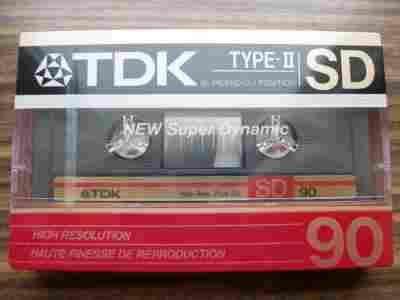 TDK TYPE-II SD
NEW Super Dynamic
TDK SD 90
HIGH RESOLUTION
HAUTE FINESSE DE REPRODUCTION
90